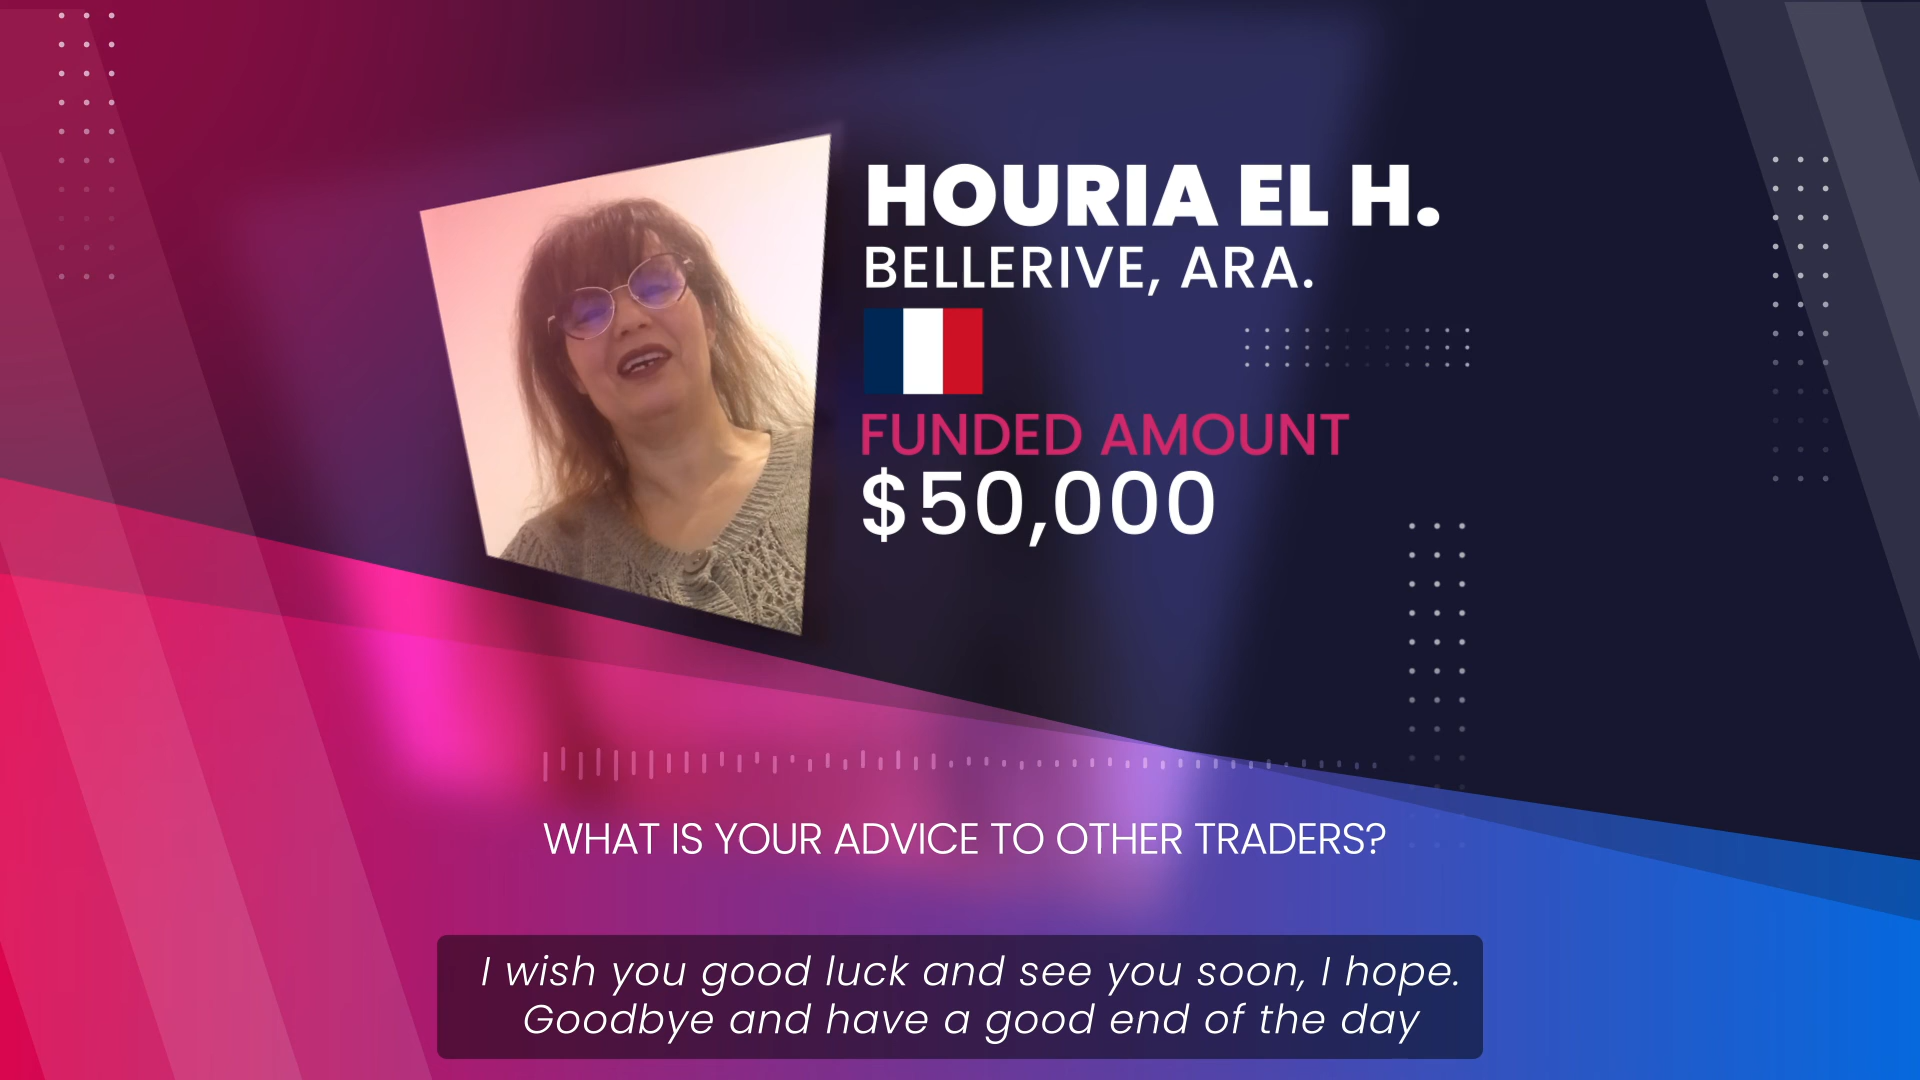 HOURIA EL H.
BELLERIVE, ARA.
FUNDED AMOUNT
$50,000
WHAT IS YOUR ADVICE TO OTHER TRADERS?
I wish you good luck and see you soon, I hope.
Goodbye and have a good end of the day